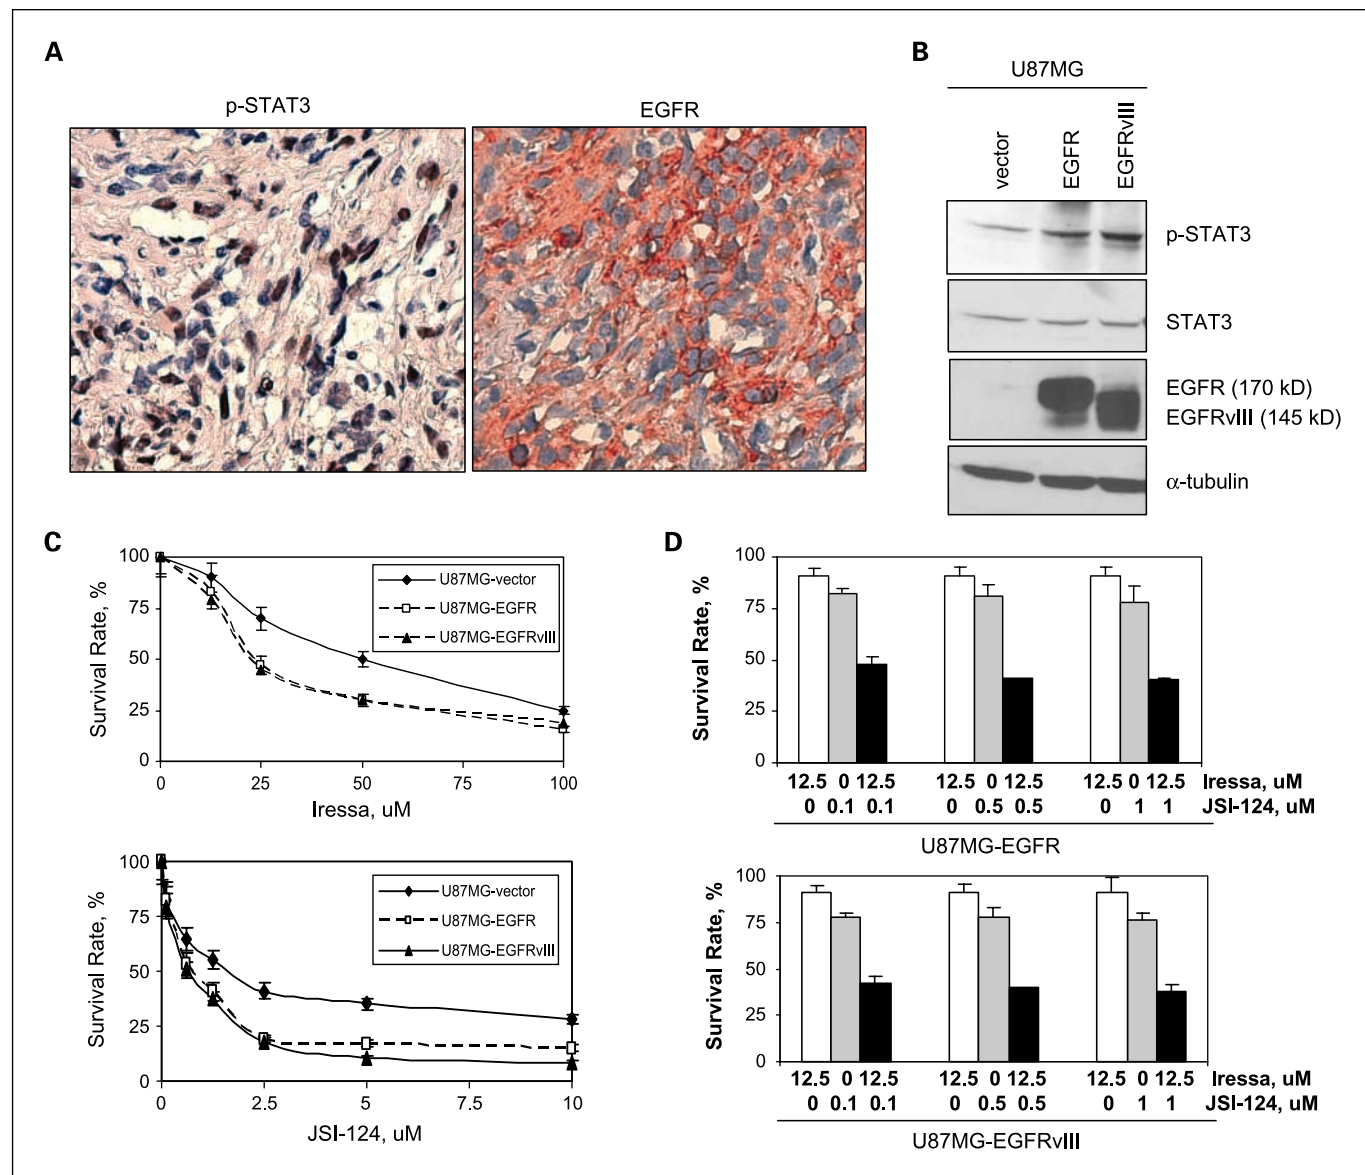 A
p-STAT3
EGFR
B
U87MG
vector
EGFR
EGFRvIII
p-STAT3
STAT3
EGFR (170 kD)
EGFRvIII (145 kD)
α-tubulin
C
100
75
50
25
0
Survival Rate, %
U87MG-vector
U87MG-EGFR
U87MG-EGFRvIII
0 25 50 75 100
Iressa, uM
100
75
50
25
0
Survival Rate, %
U87MG-vector
U87MG-EGFR
U87MG-EGFRvIII
0 2.5 5 7.5 10
JSI-124, uM
D
100
75
50
25
0
Survival Rate, %
12.5 0 12.5 12.5 0 12.5 12.5 0 12.5 Iressa, uM
0 0.1 0.1 0 0.5 0.5 0 1 1 JSI-124, uM
U87MG-EGFR
100
75
50
25
0
Survival Rate, %
12.5 0 12.5 12.5 0 12.5 12.5 0 12.5 Iressa, uM
0 0.1 0.1 0 0.5 0.5 0 1 1 JSI-124, uM
U87MG-EGFRvIII